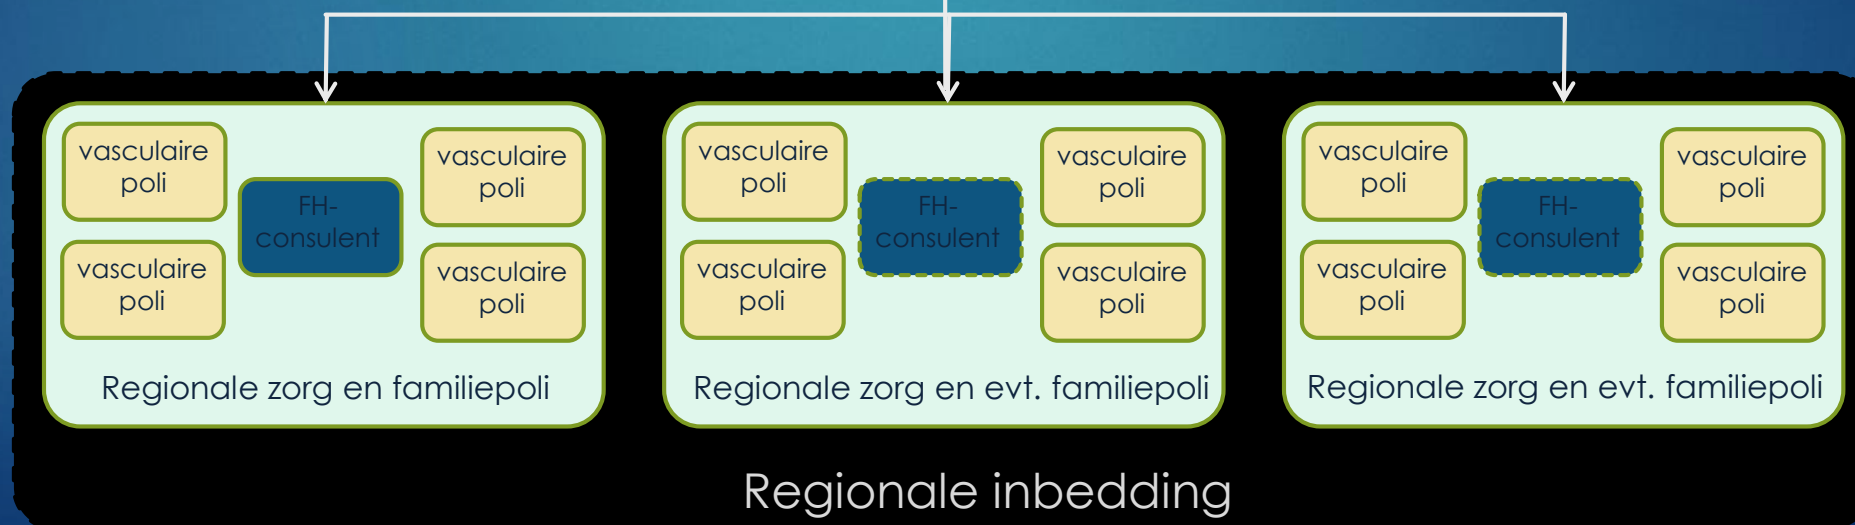 vasculaire
poli
vasculaire
poli
FH-
consulent
vasculaire
poli
vasculaire
poli
Regionale zorg en familiepoli
vasculaire
poli
vasculaire
poli
FH-
consulent
vasculaire
poli
vasculaire
poli
Regionale zorg en evt. familiepoli
vasculaire
poli
vasculaire
poli
FH-
consulent
vasculaire
poli
vasculaire
poli
Regionale zorg en evt. familiepoli
Regionale inbedding